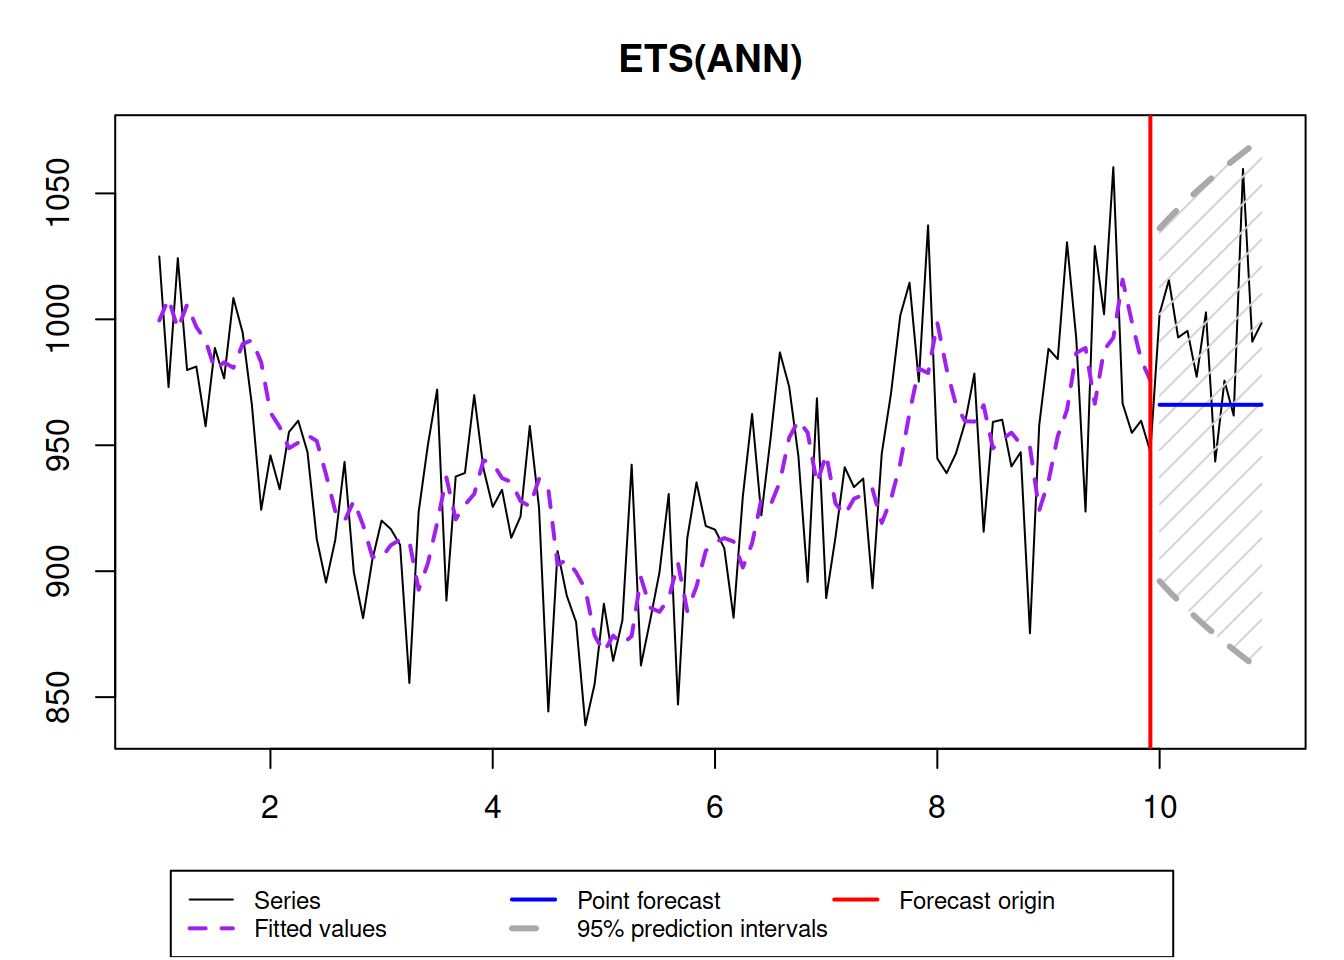 ETS(ANN)
1050
1000
950
900
850
2 4 6 8 10
Series Point forecast Forecast origin
Fitted values 95% prediction intervals